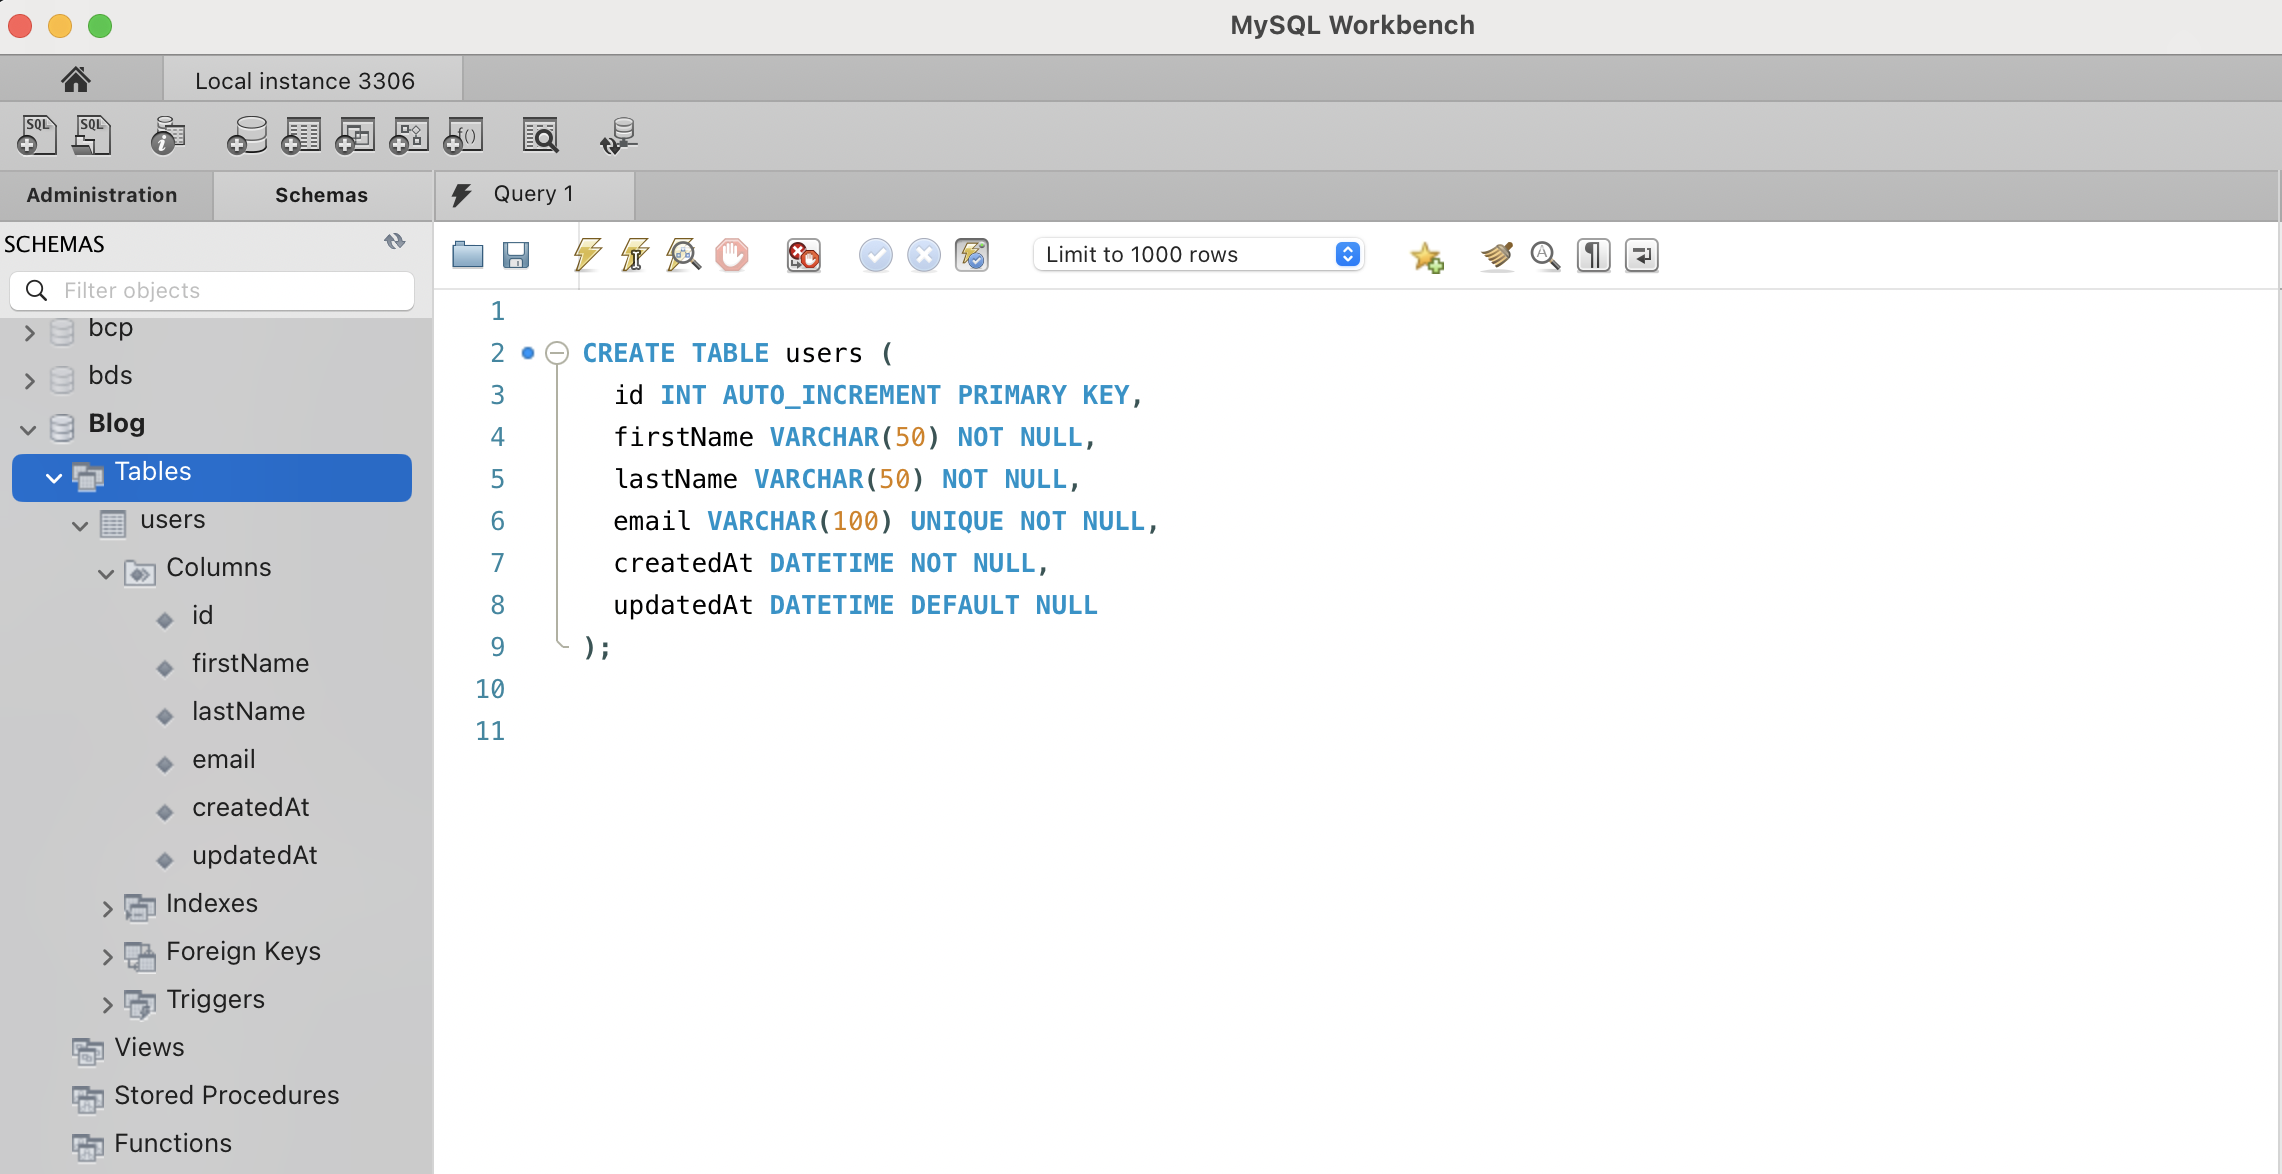 MySQL Workbench
Local instance 3306
SQL SQL
Administration Schemas Query 1
SCHEMAS
Filter objects
Limit to 1000 rows
bcp
bds
Blog
Tables
users
Columns
id
firstName
lastName
email
createdAt
updatedAt
Indexes
Foreign Keys
Triggers
Views
Stored Procedures
Functions
1
2 CREATE TABLE users (
3 id INT AUTO_INCREMENT PRIMARY KEY,
4 firstName VARCHAR(50) NOT NULL,
5 lastName VARCHAR(50) NOT NULL,
6 email VARCHAR(100) UNIQUE NOT NULL,
7 createdAt DATETIME NOT NULL,
8 updatedAt DATETIME DEFAULT NULL
9 );
10
11